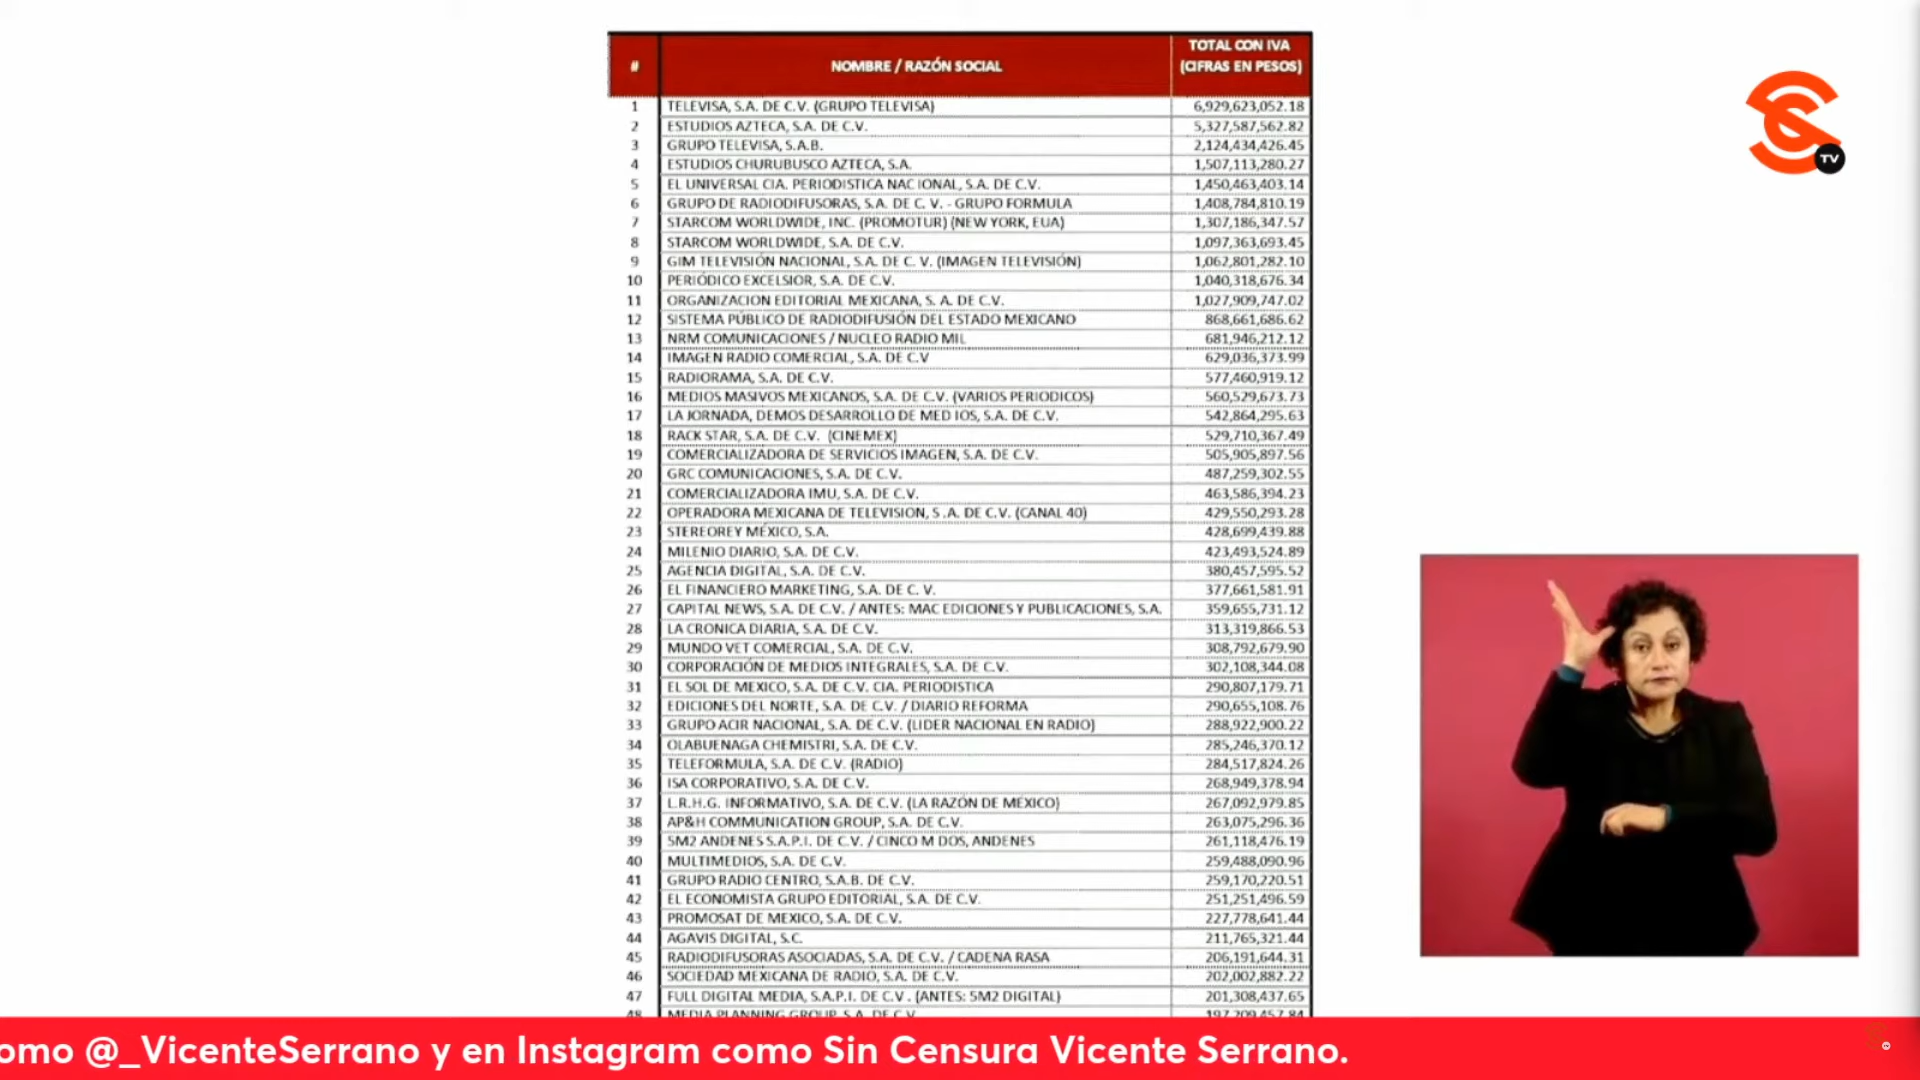 # NOMBRE / RAZÓN SOCIAL TOTAL CON IVA (CIFRAS EN PESOS)
1 TELEVISA, S.A. DE C.V. (GRUPO TELEVISA) 6,929,623,052.18
2 ESTUDIOS AZTECA, S.A. DE C.V. 5,327,587,562.82
3 GRUPO TELEVISA, S.A.B. 2,124,434,426.45
4 ESTUDIOS CHURUBUSCO AZTECA, S.A. 1,507,113,280.27
5 EL UNIVERSAL CIA. PERIODISTICA NACIONAL, S.A. DE C.V. 1,450,463,403.14
6 GRUPO DE RADIODIFUSORAS, S.A. DE C. V. - GRUPO FORMULA 1,408,784,810.19
7 STARCOM WORLDWIDE, INC. (PROMOTUR) (NEW YORK, EUA) 1,307,186,347.57
8 STARCOM WORLDWIDE, S.A. DE C.V. 1,097,363,693.45
9 GIM TELEVISIÓN NACIONAL, S.A. DE C. V. (IMAGEN TELEVISIÓN) 1,062,801,282.10
10 PERIÓDICO EXCELSIOR, S.A. DE C.V. 1,040,318,676.34
11 ORGANIZACION EDITORIAL MEXICANA, S. A. DE C.V. 1,027,909,747.02
12 SISTEMA PÚBLICO DE RADIODIFUSIÓN DEL ESTADO MEXICANO 868,661,686.62
13 NRM COMUNICACIONES / NUCLEO RADIO MIL 681,946,212.12
14 IMAGEN RADIO COMERCIAL, S.A. DE C.V 629,036,373.99
15 RADIORAMA, S.A. DE C.V. 577,460,919.12
16 MEDIOS MASIVOS MEXICANOS, S.A. DE C.V. (VARIOS PERIODICOS) 560,529,673.73
17 LA JORNADA, DEMOS DESARROLLO DE MEDIOS, S.A. DE C.V. 542,864,295.63
18 RACK STAR, S.A. DE C.V. (CINEMEX) 529,710,367.49
19 COMERCIALIZADORA DE SERVICIOS IMAGEN, S.A. DE C.V. 505,905,897.56
20 GRC COMUNICACIONES, S.A. DE C.V. 487,259,302.55
21 COMERCIALIZADORA IMU, S.A. DE C.V. 463,586,394.23
22 OPERADORA MEXICANA DE TELEVISION, S.A. DE C.V. (CANAL 40) 429,550,293.28
23 STEREOREY MÉXICO, S.A. 428,699,439.88
24 MILENIO DIARIO, S.A. DE C.V. 423,493,524.89
25 AGENCIA DIGITAL, S.A. DE C.V. 380,457,595.52
26 EL FINANCIERO MARKETING, S.A. DE C. V. 377,661,581.91
27 CAPITAL NEWS, S.A. DE C.V. / ANTES: MAC EDICIONES Y PUBLICACIONES, S.A. 359,655,731.12
28 LA CRONICA DIARIA, S.A. DE C.V. 313,319,866.53
29 MUNDO VET COMERCIAL, S.A. DE C.V. 308,792,679.90
30 CORPORACIÓN DE MEDIOS INTEGRALES, S.A. DE C.V. 302,108,344.08
31 EL SOL DE MEXICO, S.A. DE C.V. CIA. PERIODISTICA 290,807,179.71
32 EDICIONES DEL NORTE, S.A. DE C.V. / DIARIO REFORMA 290,655,108.76
33 GRUPO ACIR NACIONAL, S.A. DE C.V. (LIDER NACIONAL EN RADIO) 288,922,900.22
34 OLABUENAGA CHEMISTRI, S.A. DE C.V. 285,246,370.12
35 TELEFORMULA, S.A. DE C.V. (RADIO) 284,517,824.26
36 ISA CORPORATIVO, S.A. DE C.V. 268,949,378.94
37 L.R.H.G. INFORMATIVO, S.A. DE C.V. (LA RAZÓN DE MÉXICO) 267,092,979.85
38 AP&H COMMUNICATION GROUP, S.A. DE C.V. 263,075,296.36
39 5M2 ANDENES S.A.P.I. DE C.V. / CINCO M DOS, ANDENES 261,118,476.19
40 MULTIMEDIOS, S.A. DE C.V. 259,488,090.96
41 GRUPO RADIO CENTRO, S.A.B. DE C.V. 259,170,220.51
42 EL ECONOMISTA GRUPO EDITORIAL, S.A. DE C.V. 251,251,496.59
43 PROMOSAT DE MEXICO, S.A. DE C.V. 227,778,641.44
44 AGAVIS DIGITAL, S.C. 211,765,321.44
45 RADIODIFUSORAS ASOCIADAS, S.A. DE C.V. / CADENA RASA 206,191,644.31
46 SOCIEDAD MEXICANA DE RADIO, S.A. DE C.V. 202,002,882.22
47 FULL DIGITAL MEDIA, S.A.P.I. DE C.V. (ANTES: 5M2 DIGITAL) 201,308,437.65
48 MEDIA PLANNING GROUP, S.A. DE C.V. 197,209,457.84
TV
omo @_VicenteSerrano y en Instagram como Sin Censura Vicente Serrano.